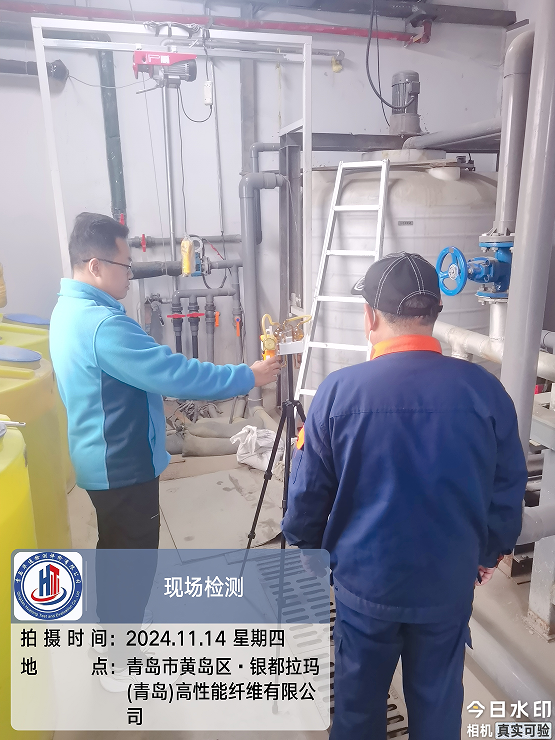 现场检测
拍摄时间：2024.11.14 星期四
地点：青岛市黄岛区·银都拉玛
(青岛)高性能纤维有限公
司
今日水印
相机 真实可验